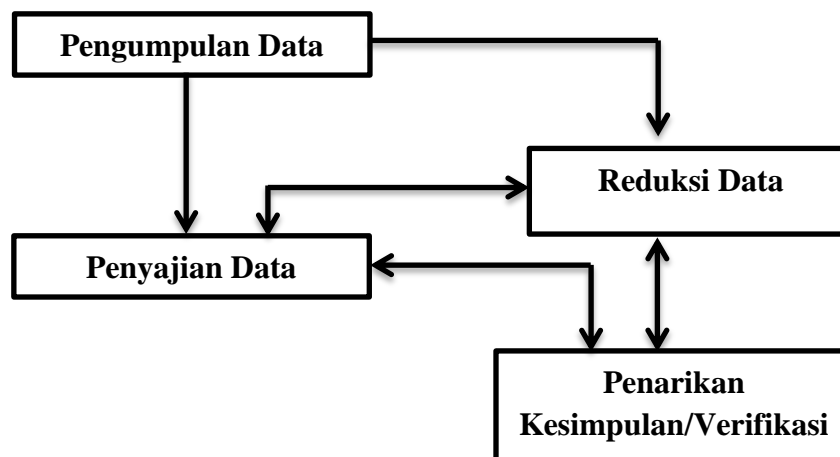 Pengumpulan Data
Reduksi Data
Penyajian Data
Penarikan
Kesimpulan/Verifikasi